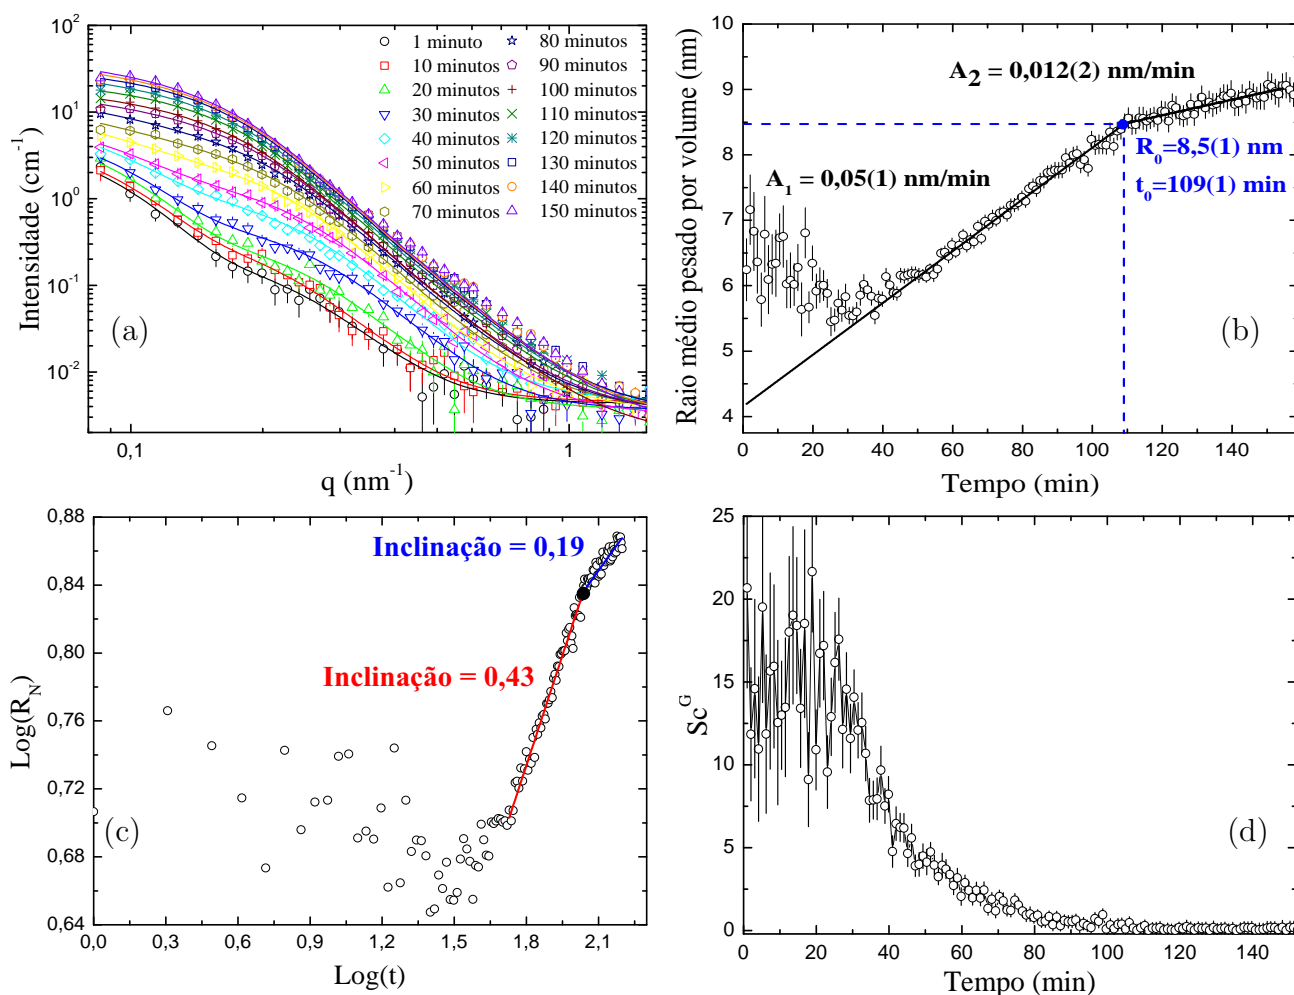 10²
10¹
10⁰
10⁻¹
10⁻²
Intensidade (cm⁻¹)
1 minuto
10 minutos
20 minutos
30 minutos
40 minutos
50 minutos
60 minutos
70 minutos
80 minutos
90 minutos
100 minutos
110 minutos
120 minutos
130 minutos
140 minutos
150 minutos
(a)
0,1
1
q (nm⁻¹)
Raio médio pesado por volume (nm)
10
9
8
7
6
5
4
A₂ = 0,012(2) nm/min
A₁ = 0,05(1) nm/min
R₀=8,5(1) nm
t₀=109(1) min
(b)
0 20 40 60 80 100 120 140
Tempo (min)
Log(R_N)
0,88
0,84
0,80
0,76
0,72
0,68
0,64
Inclinação = 0,19
Inclinação = 0,43
(c)
0,0 0,3 0,6 0,9 1,2 1,5 1,8 2,1
Log(t)
Sc^G
25
20
15
10
5
0
(d)
0 20 40 60 80 100 120 140
Tempo (min)